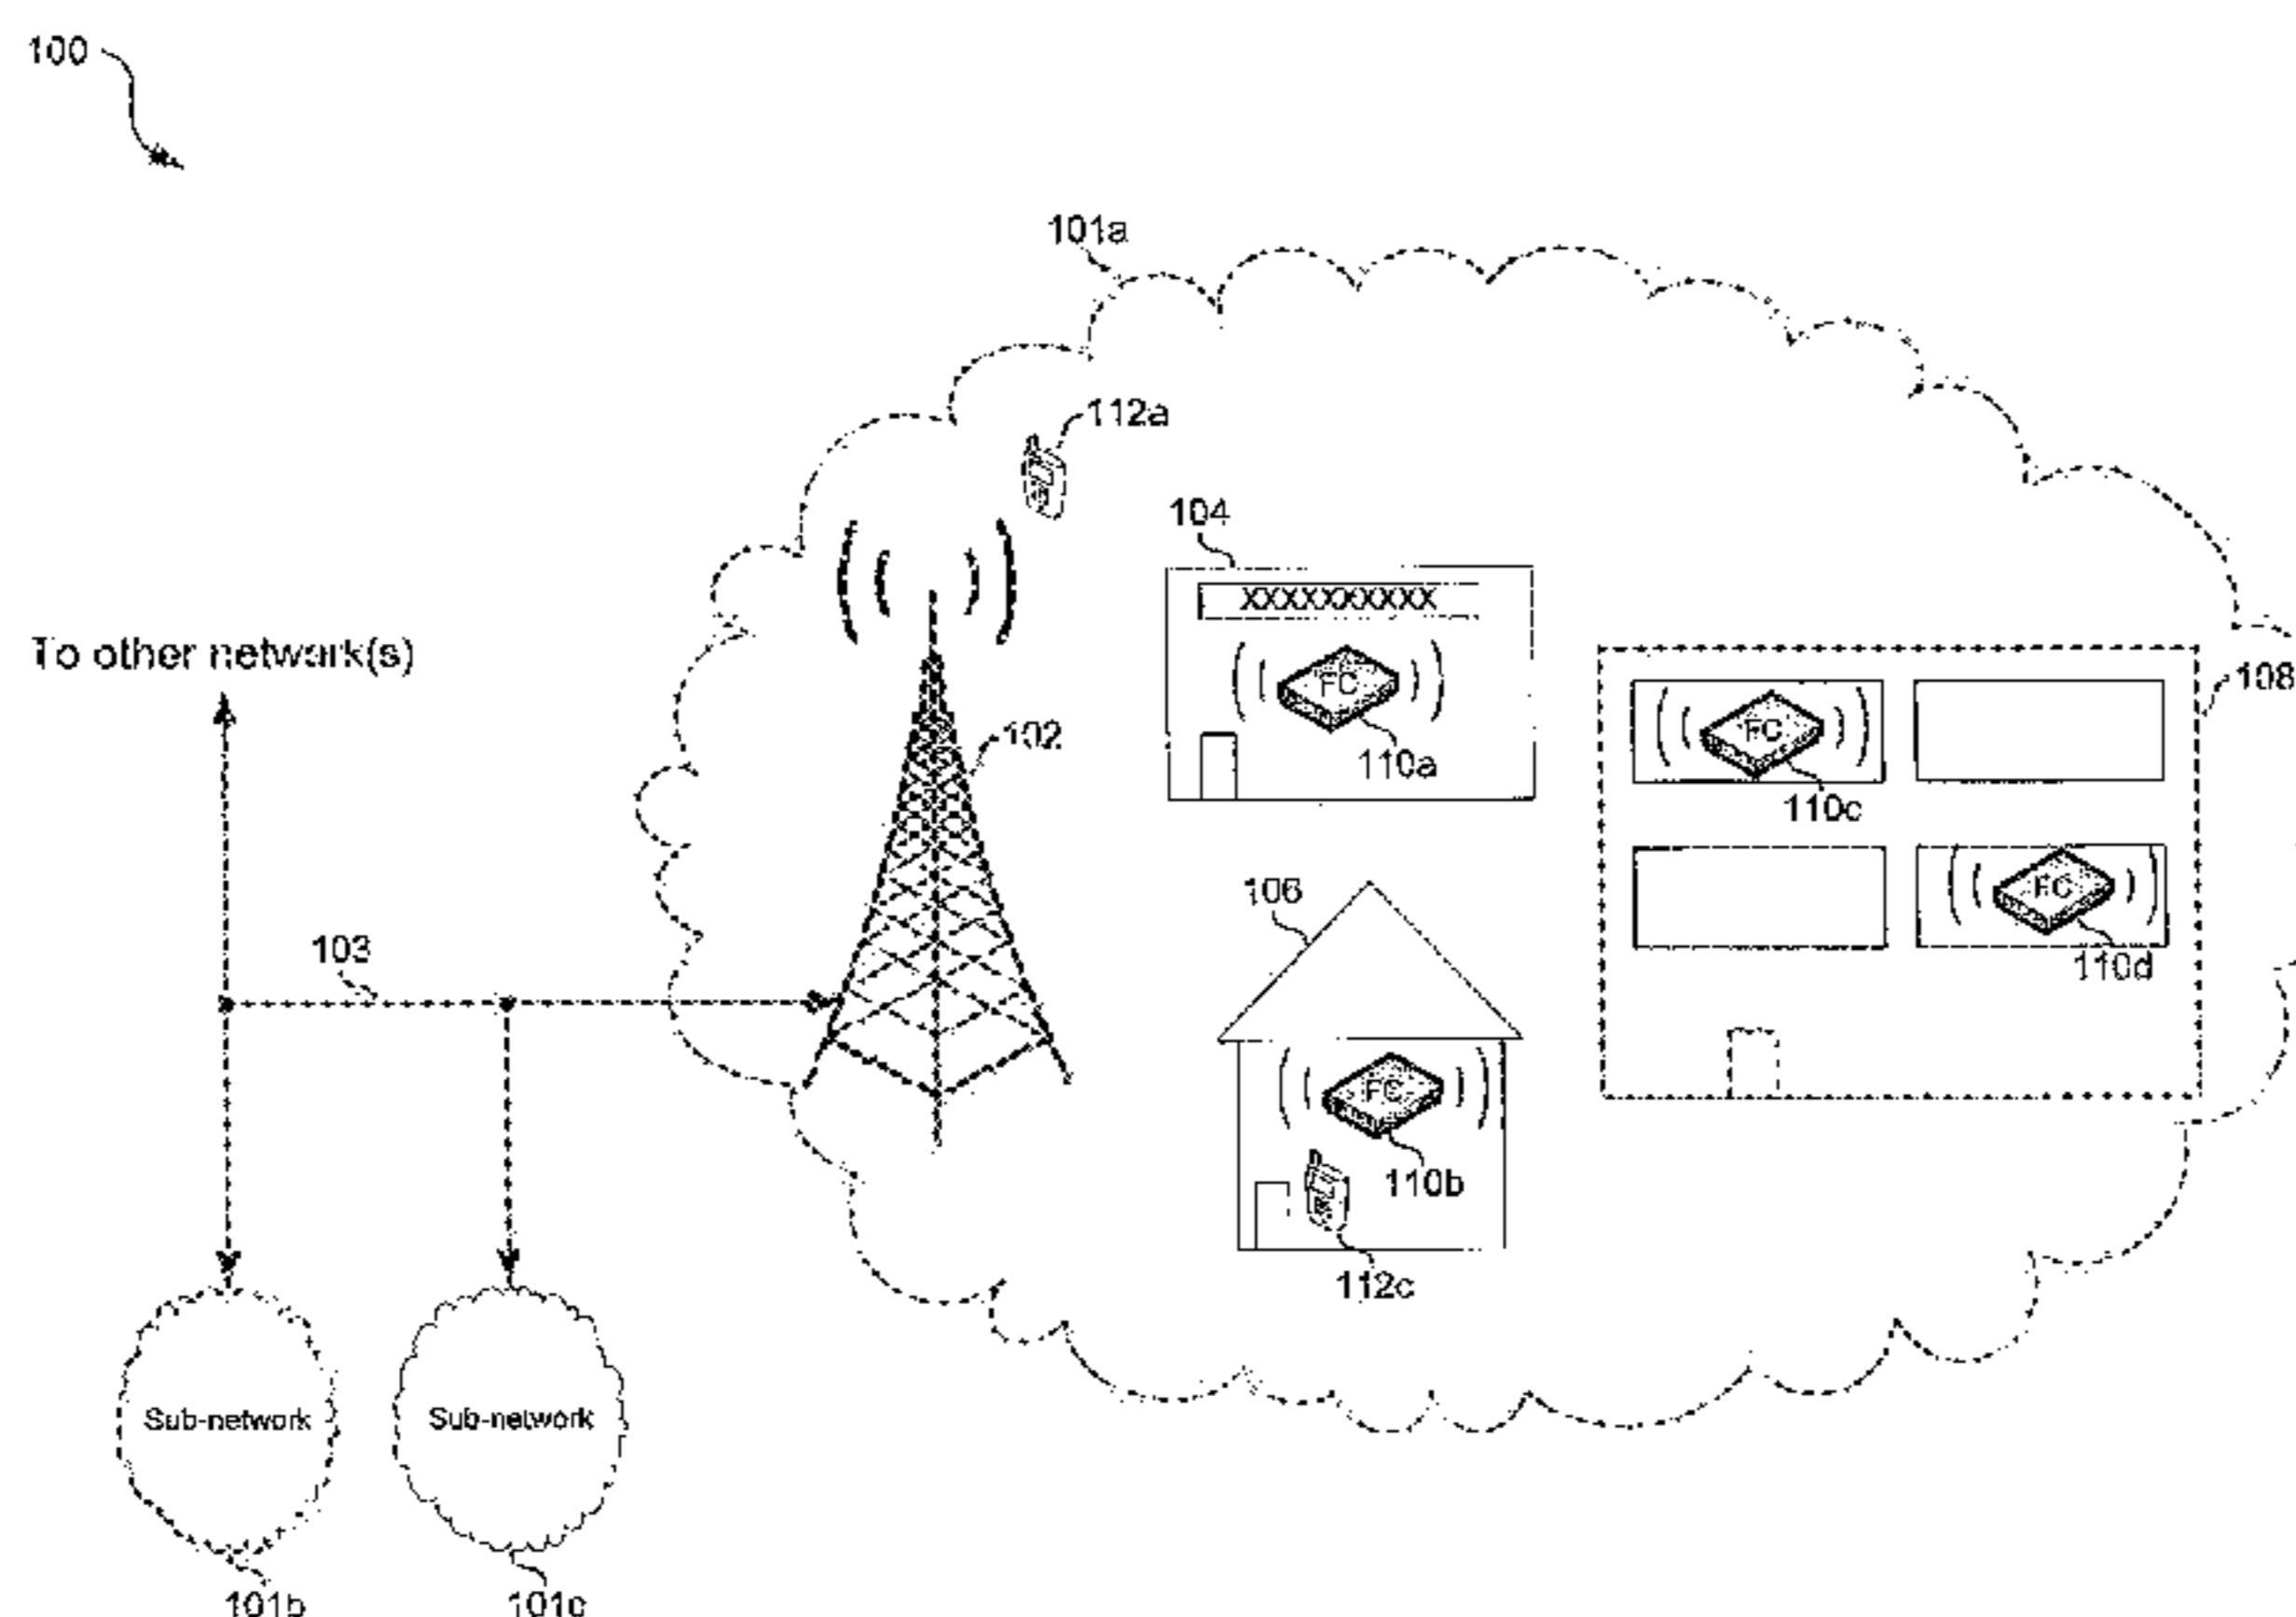 100
101a
112a
104
XXXXXXXXXX
To other network(s)
FC
108
102
FC
110a
110c
106
FC
103
110d
FC
110b
112c
Sub-network
Sub-network
101b
101c